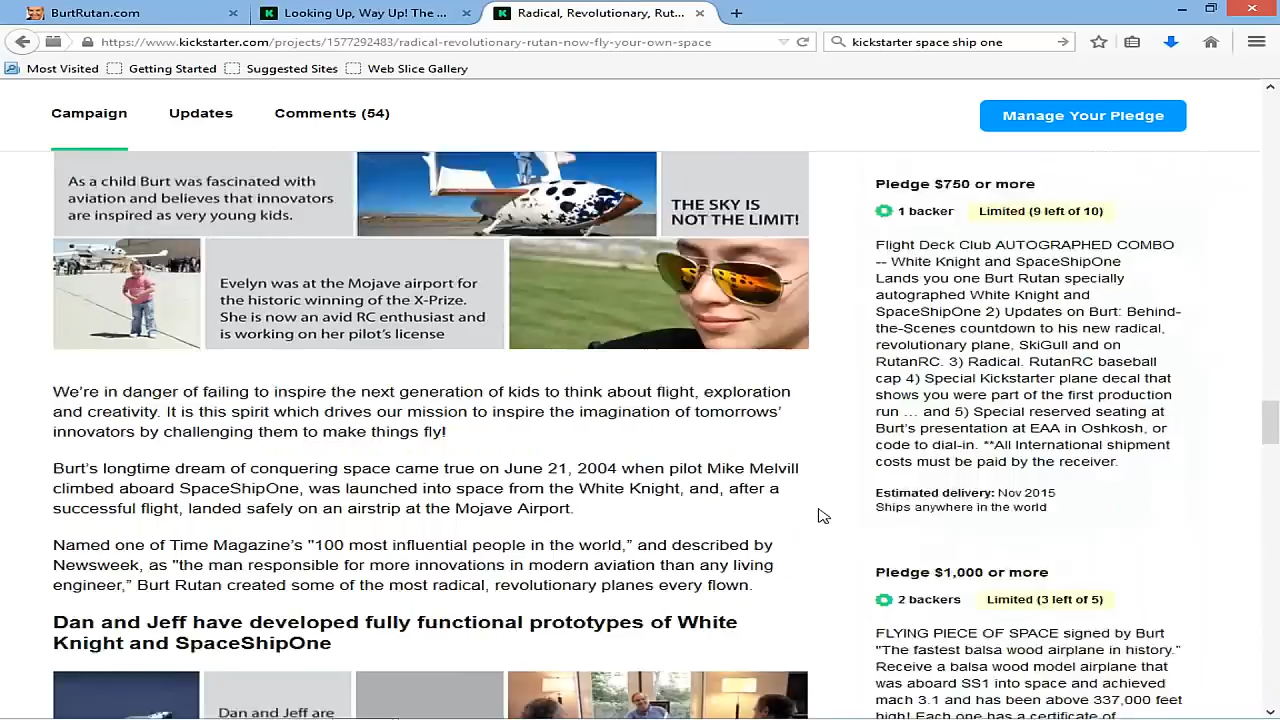 BurtRutan.com
Looking Up, Way Up! The ...
Radical, Revolutionary, Rut...
https://www.kickstarter.com/projects/1577292483/radical-revolutionary-rutan-now-fly-your-own-space
kickstarter space ship one
Most Visited
Getting Started
Suggested Sites
Web Slice Gallery
Campaign
Updates
Comments (54)
Manage Your Pledge
As a child Burt was fascinated with
aviation and believes that innovators
are inspired as very young kids.
THE SKY IS
NOT THE LIMIT!
Evelyn was at the Mojave airport for
the historic winning of the X-Prize.
She is now an avid RC enthusiast and
is working on her pilot's license
We're in danger of failing to inspire the next generation of kids to think about flight, exploration
and creativity. It is this spirit which drives our mission to inspire the imagination of tomorrows'
innovators by challenging them to make things fly!
Burt's longtime dream of conquering space came true on June 21, 2004 when pilot Mike Melvill
climbed aboard SpaceShipOne, was launched into space from the White Knight, and, after a
successful flight, landed safely on an airstrip at the Mojave Airport.
Named one of Time Magazine's "100 most influential people in the world," and described by
Newsweek, as "the man responsible for more innovations in modern aviation than any living
engineer," Burt Rutan created some of the most radical, revolutionary planes every flown.
Dan and Jeff have developed fully functional prototypes of White
Knight and SpaceShipOne
Dan and Jeff are
Pledge $750 or more
1 backer
Limited (9 left of 10)
Flight Deck Club AUTOGRAPHED COMBO
-- White Knight and SpaceShipOne
Lands you one Burt Rutan specially
autographed White Knight and
SpaceShipOne 2) Updates on Burt: Behind-
the-Scenes countdown to his new radical,
revolutionary plane, SkiGull and on
RutanRC. 3) Radical. RutanRC baseball
cap 4) Special Kickstarter plane decal that
shows you were part of the first production
run … and 5) Special reserved seating at
Burt's presentation at EAA in Oshkosh, or
code to dial-in. **All International shipment
costs must be paid by the receiver.
Estimated delivery: Nov 2015
Ships anywhere in the world
Pledge $1,000 or more
2 backers
Limited (3 left of 5)
FLYING PIECE OF SPACE signed by Burt
"The fastest balsa wood airplane in history."
Receive a balsa wood model airplane that
was aboard SS1 into space and achieved
mach 3.1 and has been above 337,000 feet
high! Each one has a certificate of